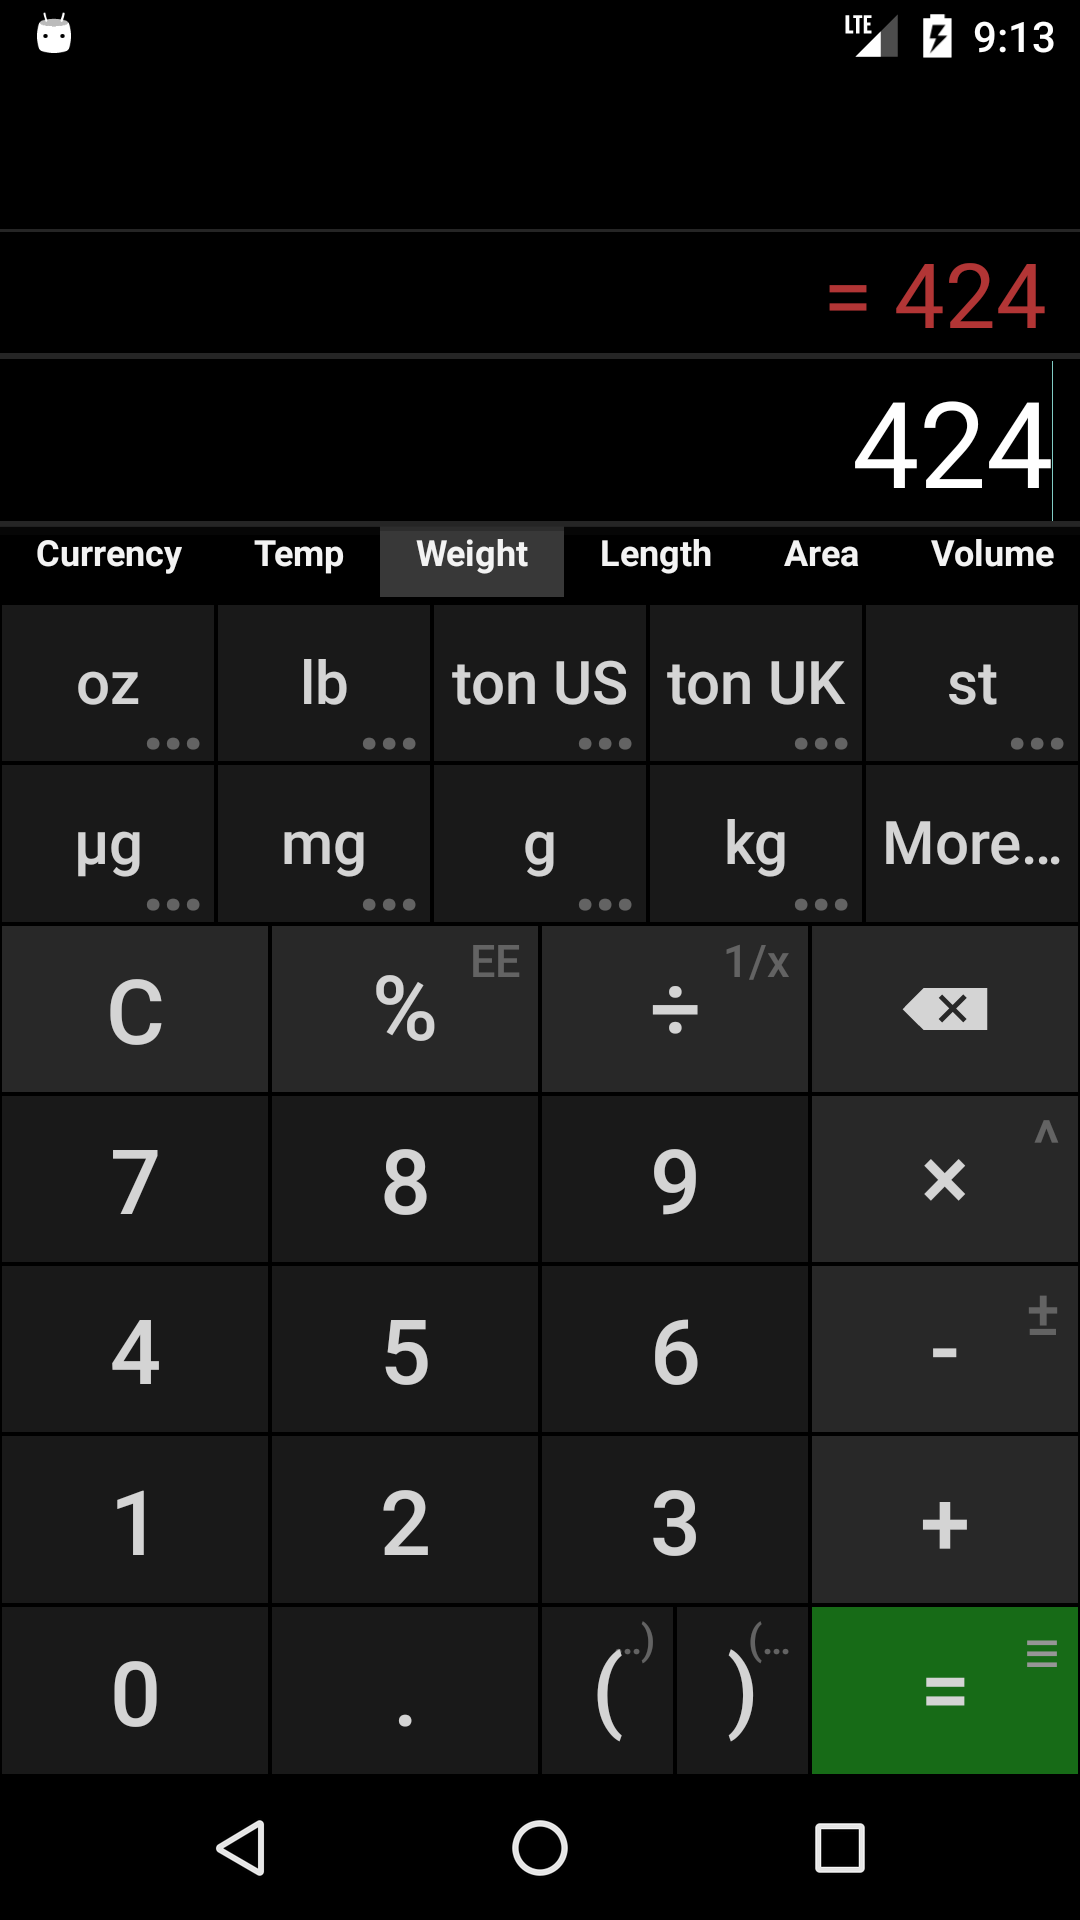 LTE 9:13
= 424
424
Currency Temp Weight Length Area Volume
oz lb ton US ton UK st
µg mg g kg More...
C % EE ÷ 1/x
7 8 9 × ^
4 5 6 - ±
1 2 3 +
0 . ( ..) ) (... = ≡